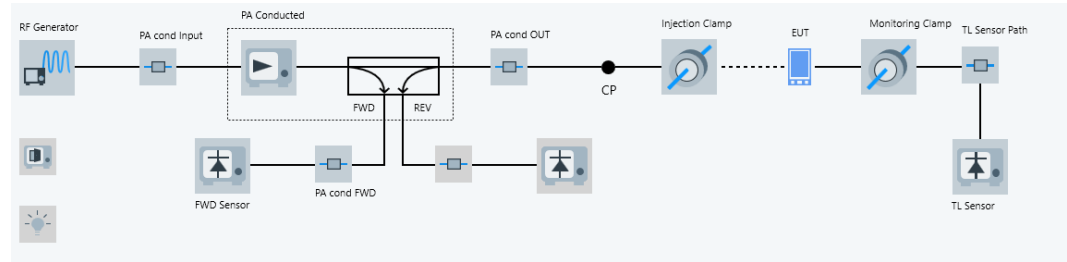 RF Generator
PA cond Input
PA Conducted
PA cond OUT
Injection Clamp
EUT
Monitoring Clamp
TL Sensor Path
CP
FWD
REV
FWD Sensor
PA cond FWD
TL Sensor